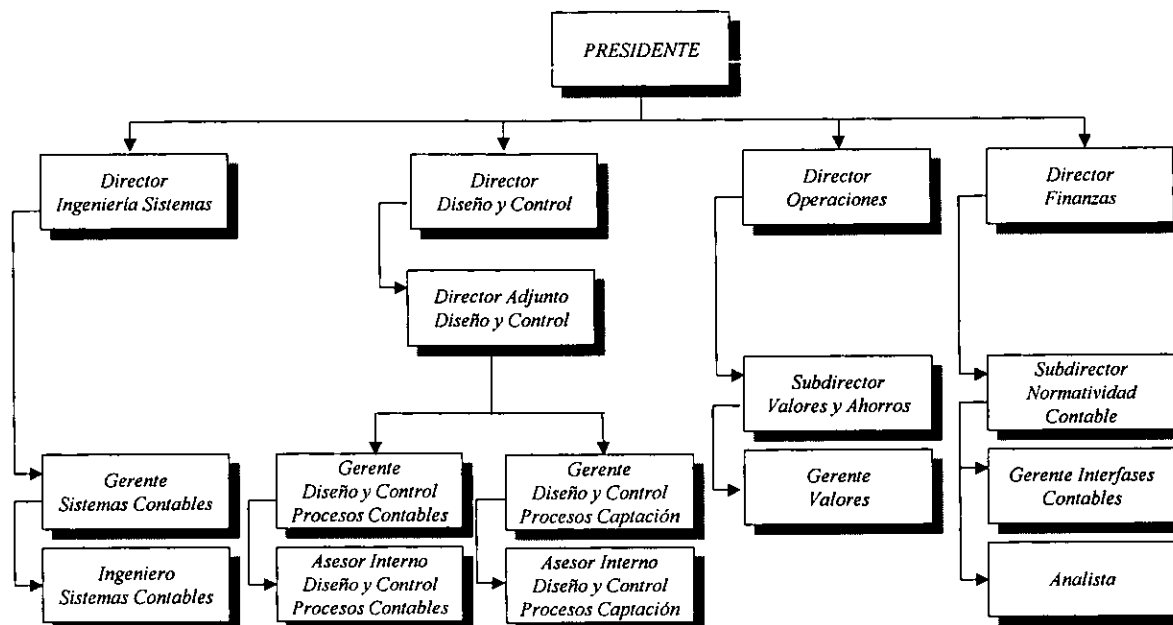 PRESIDENTE
Director
Ingeniería Sistemas
Director
Diseño y Control
Director
Operaciones
Director
Finanzas
Director Adjunto
Diseño y Control
Subdirector
Valores y Ahorros
Subdirector
Normatividad
Contable
Gerente
Sistemas Contables
Gerente
Diseño y Control
Procesos Contables
Gerente
Diseño y Control
Procesos Captación
Gerente
Valores
Gerente Interfases
Contables
Ingeniero
Sistemas Contables
Asesor Interno
Diseño y Control
Procesos Contables
Asesor Interno
Diseño y Control
Procesos Captación
Analista